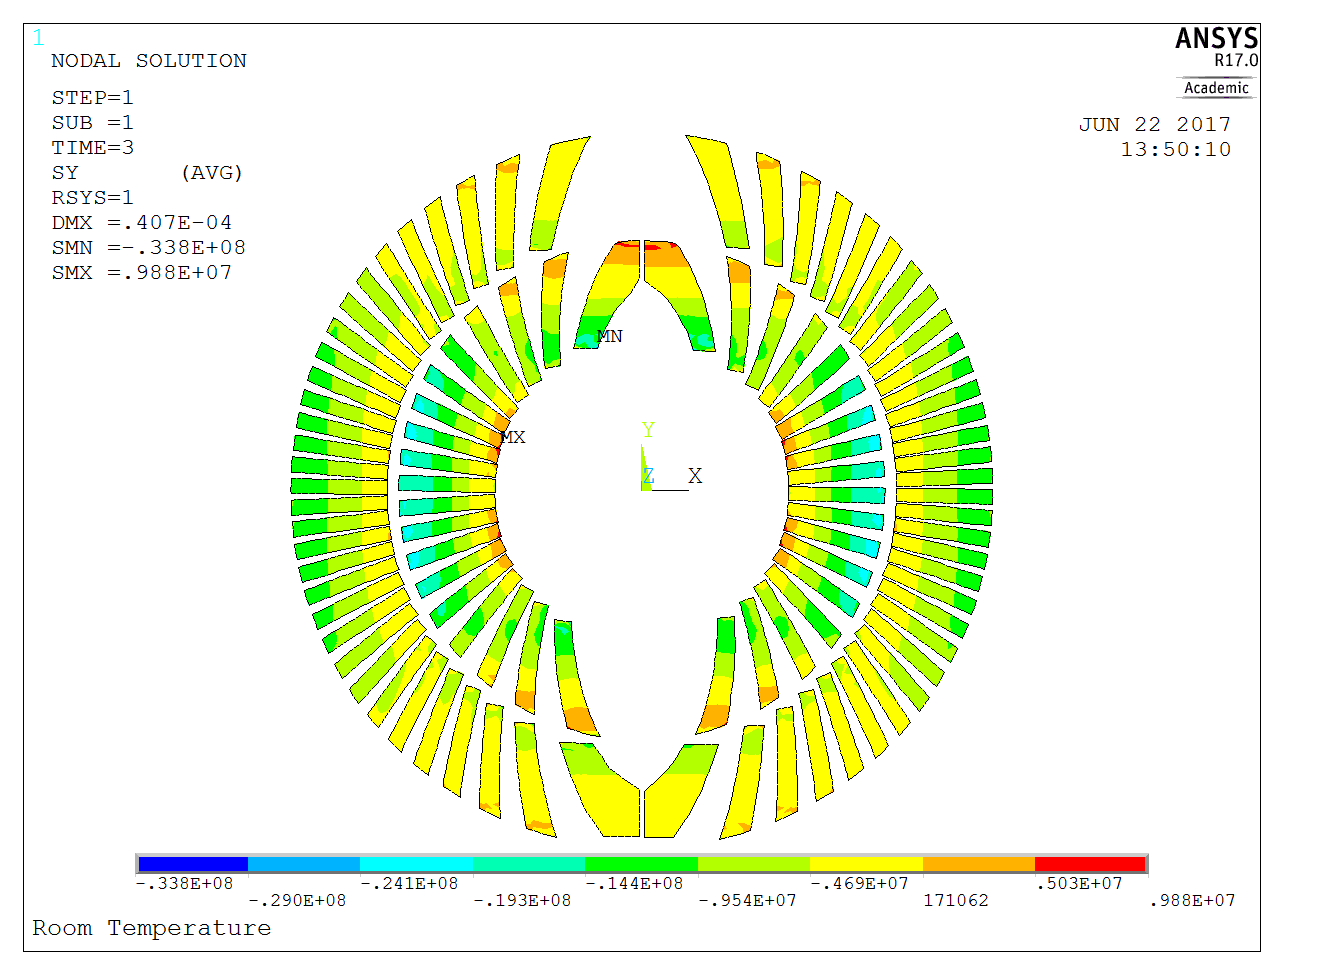 1
ANSYS
R17.0
Academic
NODAL SOLUTION
STEP=1
SUB =1
TIME=3
SY       (AVG)
RSYS=1
DMX =.407E-04
SMN =-.338E+08
SMX =.988E+07
JUN 22 2017
13:50:10
MN
MX
Y
Z X
-.338E+08 -.241E+08 -.144E+08 -.469E+07 .503E+07
-.290E+08 -.193E+08 -.954E+07 171062 .988E+07
Room Temperature